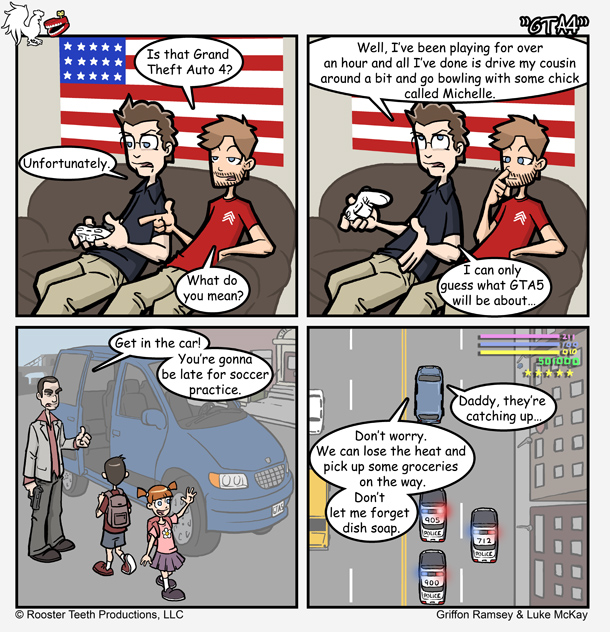 "GTA4"
Is that Grand
Theft Auto 4?
Unfortunately.
What do
you mean?
Well, I've been playing for over
an hour and all I've done is drive my cousin
around a bit and go bowling with some chick
called Michelle.
I can only
guess what GTA5
will be about...
Get in the car!
You're gonna
be late for soccer
practice.
Daddy, they're
catching up...
Don't worry.
We can lose the heat and
pick up some groceries
on the way.
Don't
let me forget
dish soap.
905
POLICE
712
POLICE
900
POLICE
© Rooster Teeth Productions, LLC
Griffon Ramsey & Luke McKay